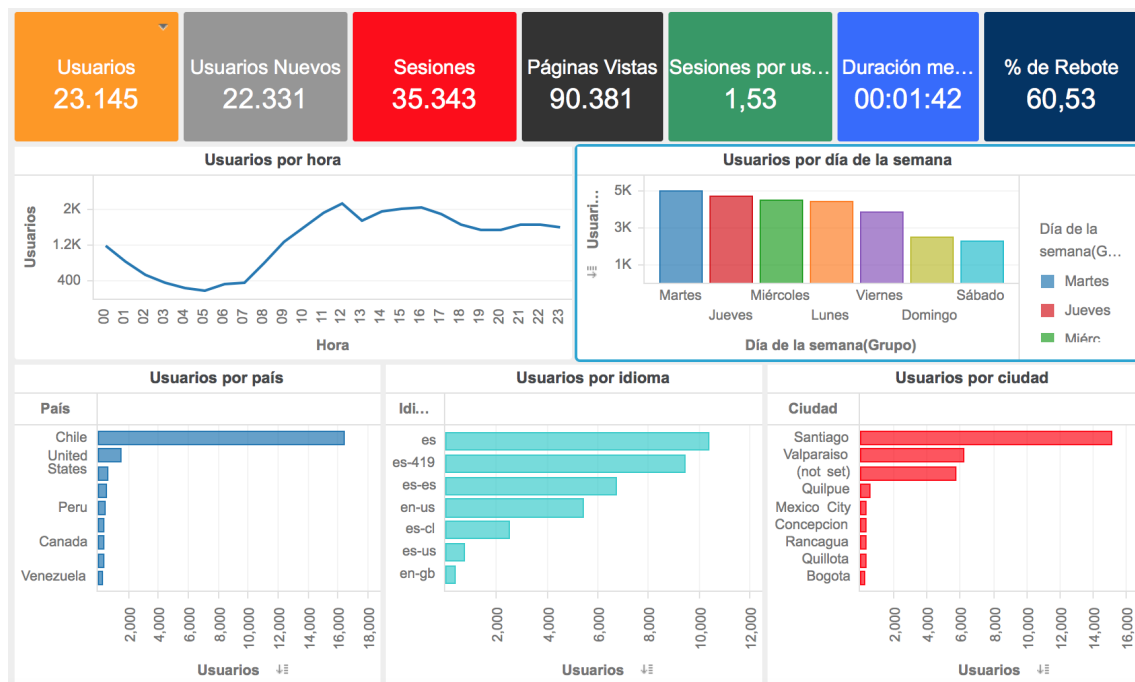 Usuarios
23.145
Usuarios Nuevos
22.331
Sesiones
35.343
Páginas Vistas
90.381
Sesiones por us...
1,53
Duración me...
00:01:42
% de Rebote
60,53
Usuarios por hora
Usuarios
2K
1.2K
400
00 01 02 03 04 05 06 07 08 09 10 11 12 13 14 15 16 17 18 19 20 21 22 23
Hora
Usuarios por día de la semana
Usuari...
5K
3K
1K
Martes Miércoles Viernes Sábado
Jueves Lunes Domingo
Día de la semana(Grupo)
Día de la
semana(G...
Martes
Jueves
Miérc
Usuarios por país
País
Chile
United
States
Peru
Canada
Venezuela
2,000 4,000 6,000 8,000 10,000 12,000 14,000 16,000 18,000
Usuarios
Usuarios por idioma
Idi...
es
es-419
es-es
en-us
es-cl
es-us
en-gb
2,000 4,000 6,000 8,000 10,000 12,000
Usuarios
Usuarios por ciudad
Ciudad
Santiago
Valparaiso
(not set)
Quilpue
Mexico City
Concepcion
Rancagua
Quillota
Bogota
2,000 4,000 6,000 8,000 10,000 12,000 14,000 16,000
Usuarios